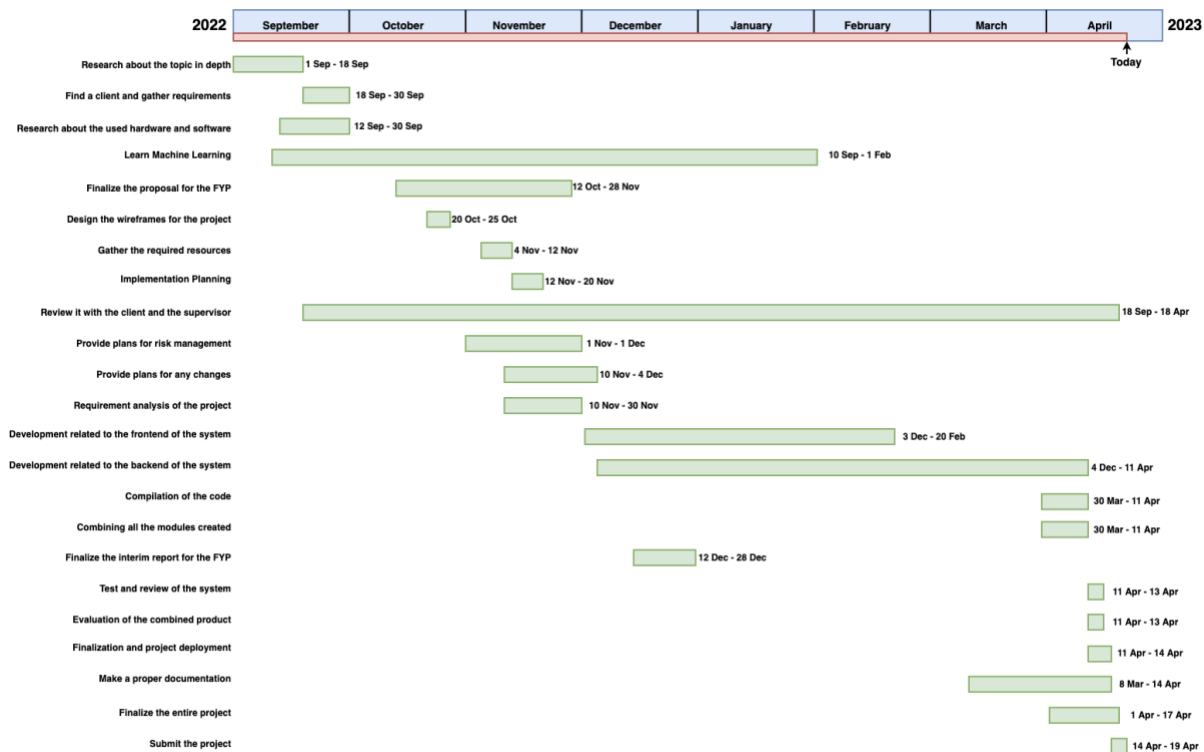 2022 September October November December January February March April 2023
Today
Research about the topic in depth 1 Sep - 18 Sep
Find a client and gather requirements 18 Sep - 30 Sep
Research about the used hardware and software 12 Sep - 30 Sep
Learn Machine Learning 10 Sep - 1 Feb
Finalize the proposal for the FYP 12 Oct - 28 Nov
Design the wireframes for the project 20 Oct - 25 Oct
Gather the required resources 4 Nov - 12 Nov
Implementation Planning 12 Nov - 20 Nov
Review it with the client and the supervisor 18 Sep - 18 Apr
Provide plans for risk management 1 Nov - 1 Dec
Provide plans for any changes 10 Nov - 4 Dec
Requirement analysis of the project 10 Nov - 30 Nov
Development related to the frontend of the system 3 Dec - 20 Feb
Development related to the backend of the system 4 Dec - 11 Apr
Compilation of the code 30 Mar - 11 Apr
Combining all the modules created 30 Mar - 11 Apr
Finalize the interim report for the FYP 12 Dec - 28 Dec
Test and review of the system 11 Apr - 13 Apr
Evaluation of the combined product 11 Apr - 13 Apr
Finalization and project deployment 11 Apr - 14 Apr
Make a proper documentation 8 Mar - 14 Apr
Finalize the entire project 1 Apr - 17 Apr
Submit the project 14 Apr - 19 Apr